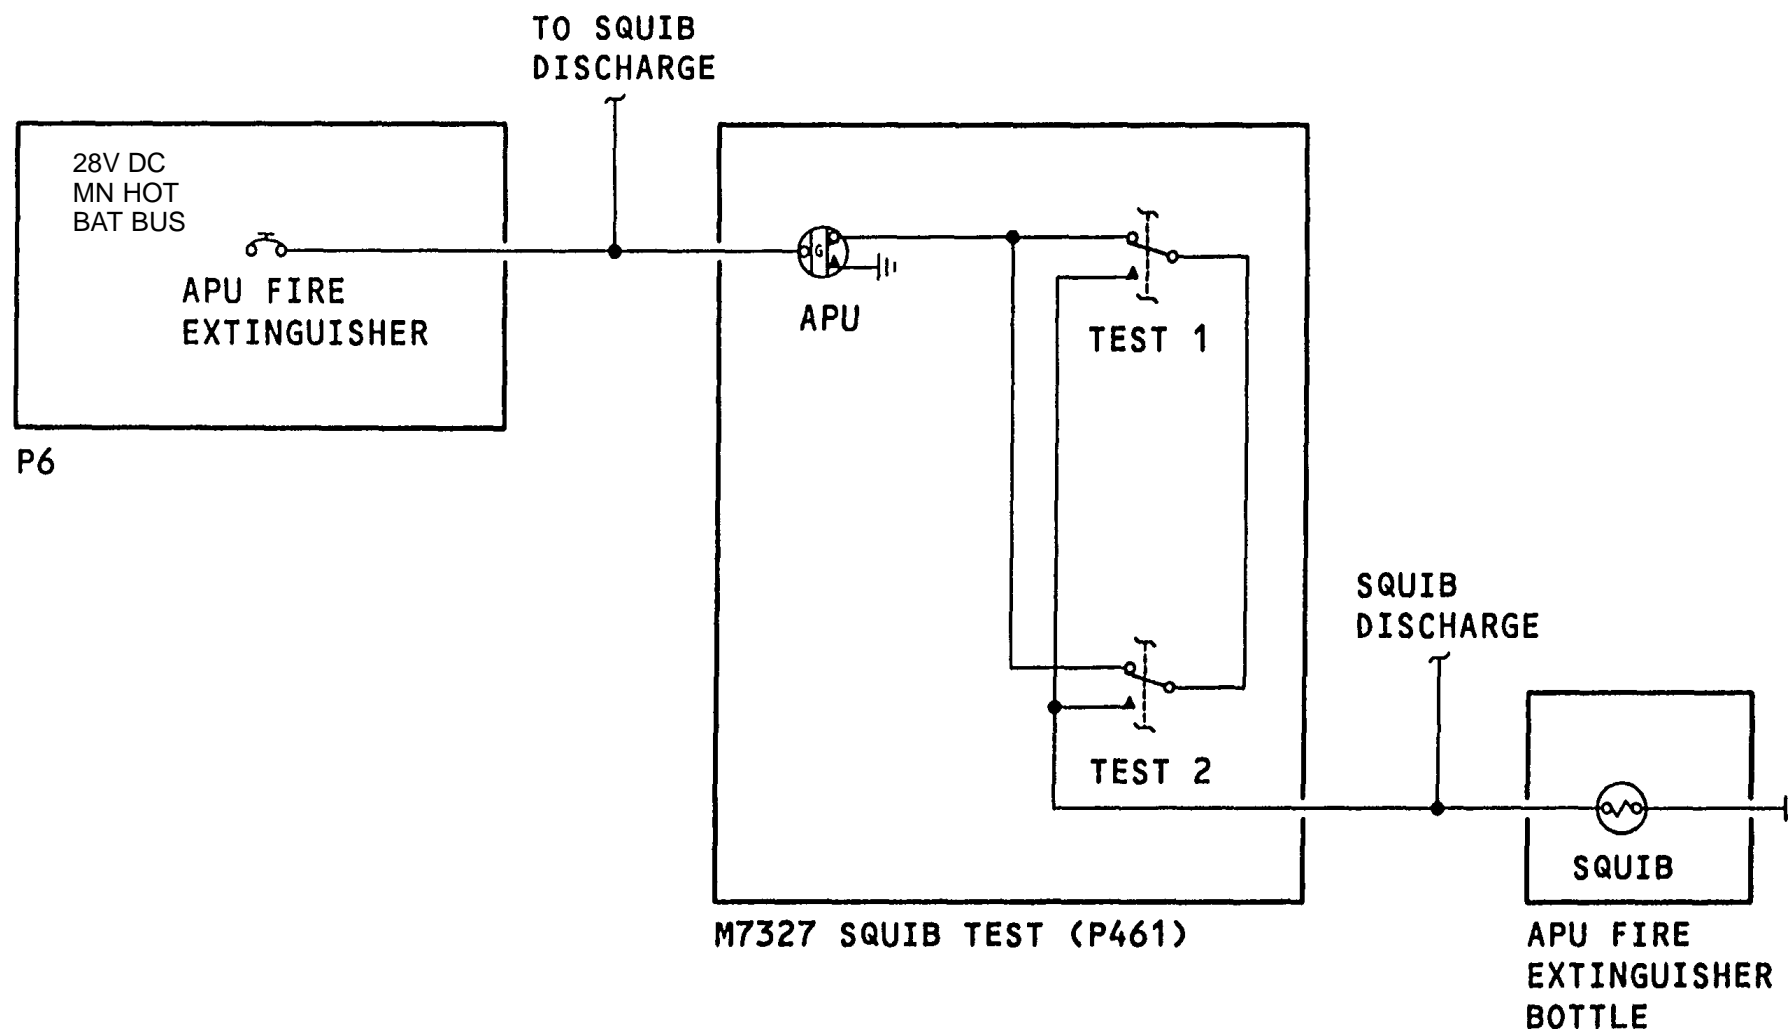 TO SQUIB
DISCHARGE
28V DC
MN HOT
BAT BUS
APU FIRE
EXTINGUISHER
P6
G
APU
TEST 1
TEST 2
M7327 SQUIB TEST (P461)
SQUIB
DISCHARGE
SQUIB
APU FIRE
EXTINGUISHER
BOTTLE